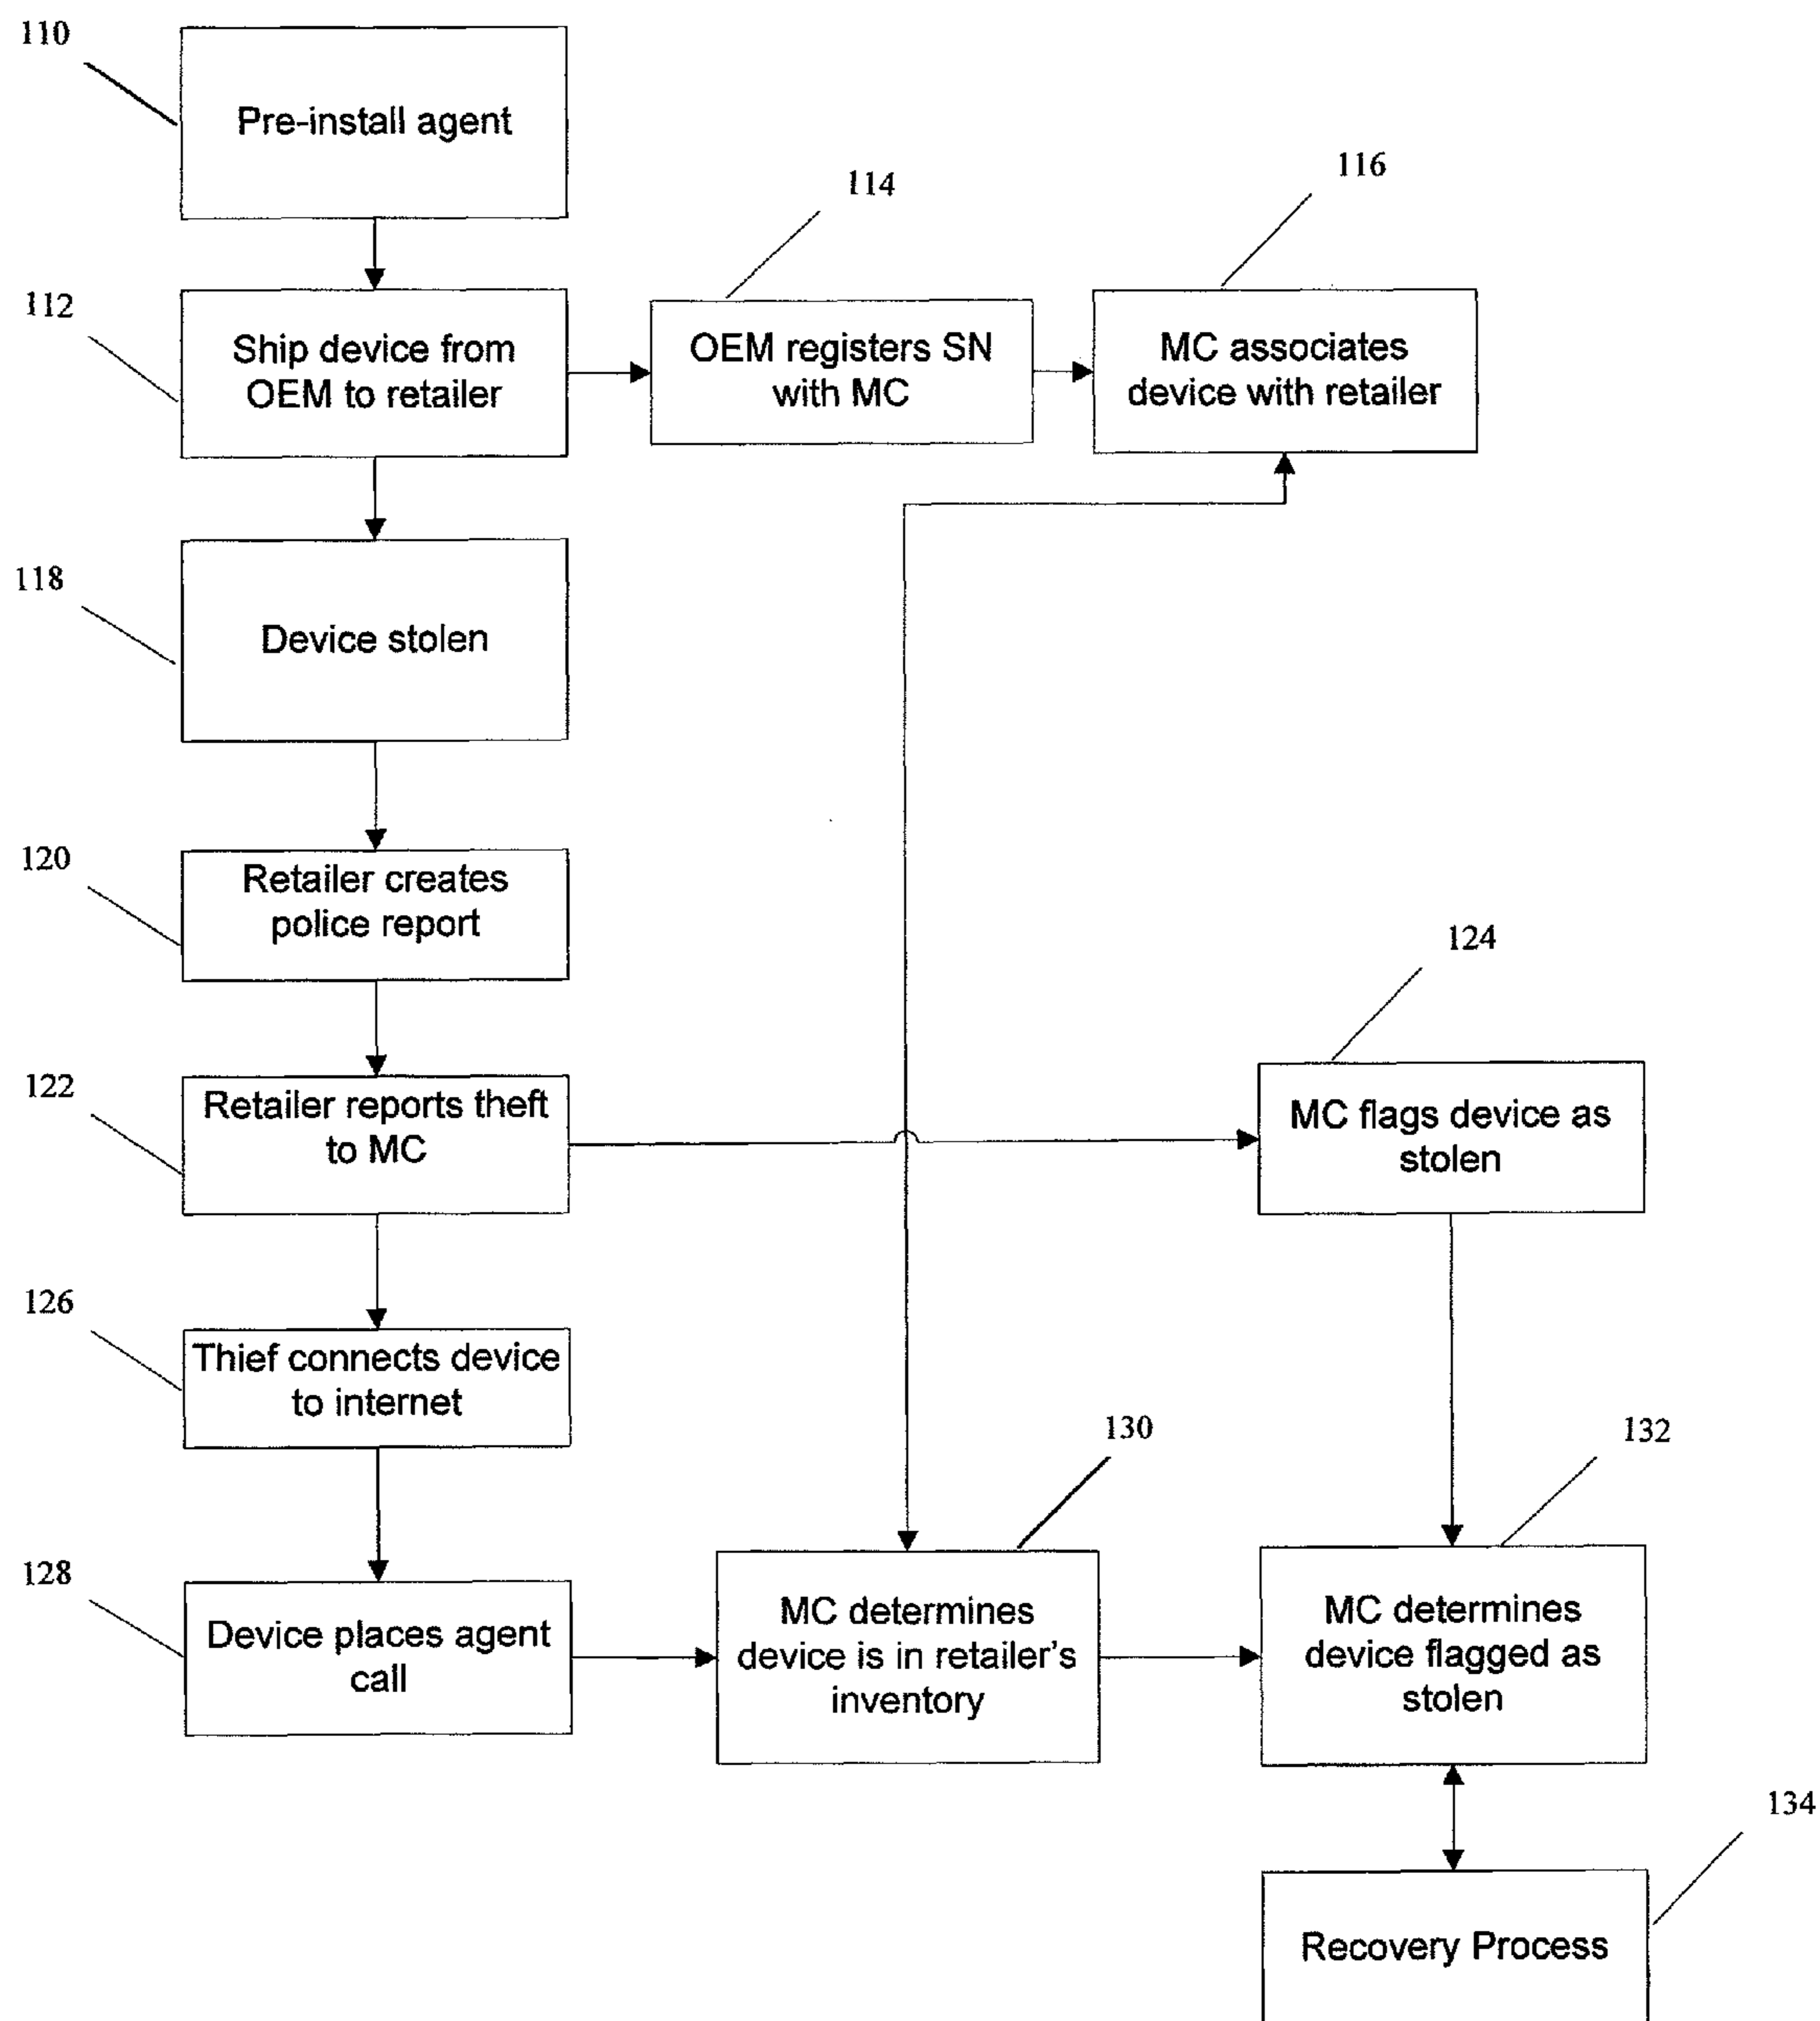 110
Pre-install agent
114
116
112
Ship device from
OEM to retailer
OEM registers SN
with MC
MC associates
device with retailer
118
Device stolen
120
Retailer creates
police report
124
122
Retailer reports theft
to MC
MC flags device as
stolen
126
Thief connects device
to internet
130
132
128
Device places agent
call
MC determines
device is in retailer's
inventory
MC determines
device flagged as
stolen
134
Recovery Process